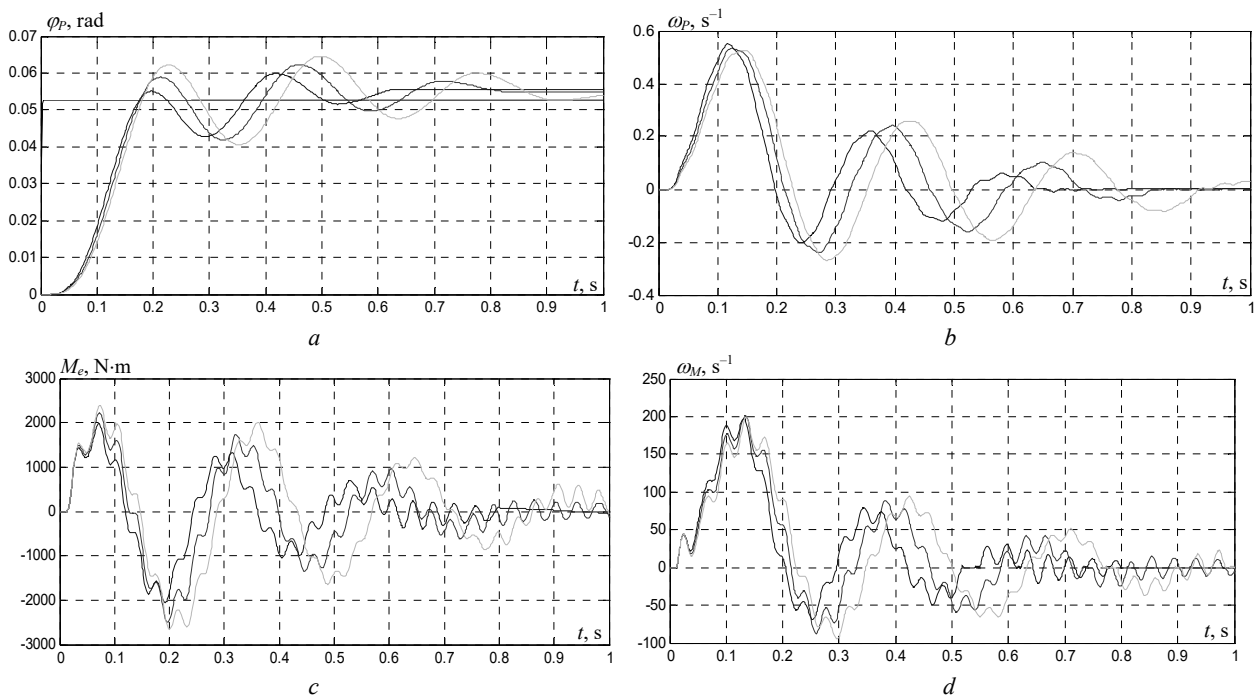 φP, rad
0.07
0.06
0.05
0.04
0.03
0.02
0.01
0
0 0.1 0.2 0.3 0.4 0.5 0.6 0.7 0.8 0.9 1
t, s
a
ωP, s–1
0.6
0.4
0.2
0
-0.2
-0.4
0 0.1 0.2 0.3 0.4 0.5 0.6 0.7 0.8 0.9 1
t, s
b
Me, N·m
3000
2000
1000
0
-1000
-2000
-3000
0 0.1 0.2 0.3 0.4 0.5 0.6 0.7 0.8 0.9 1
t, s
c
ωM, s–1
250
200
150
100
50
0
-50
-100
0 0.1 0.2 0.3 0.4 0.5 0.6 0.7 0.8 0.9 1
t, s
d